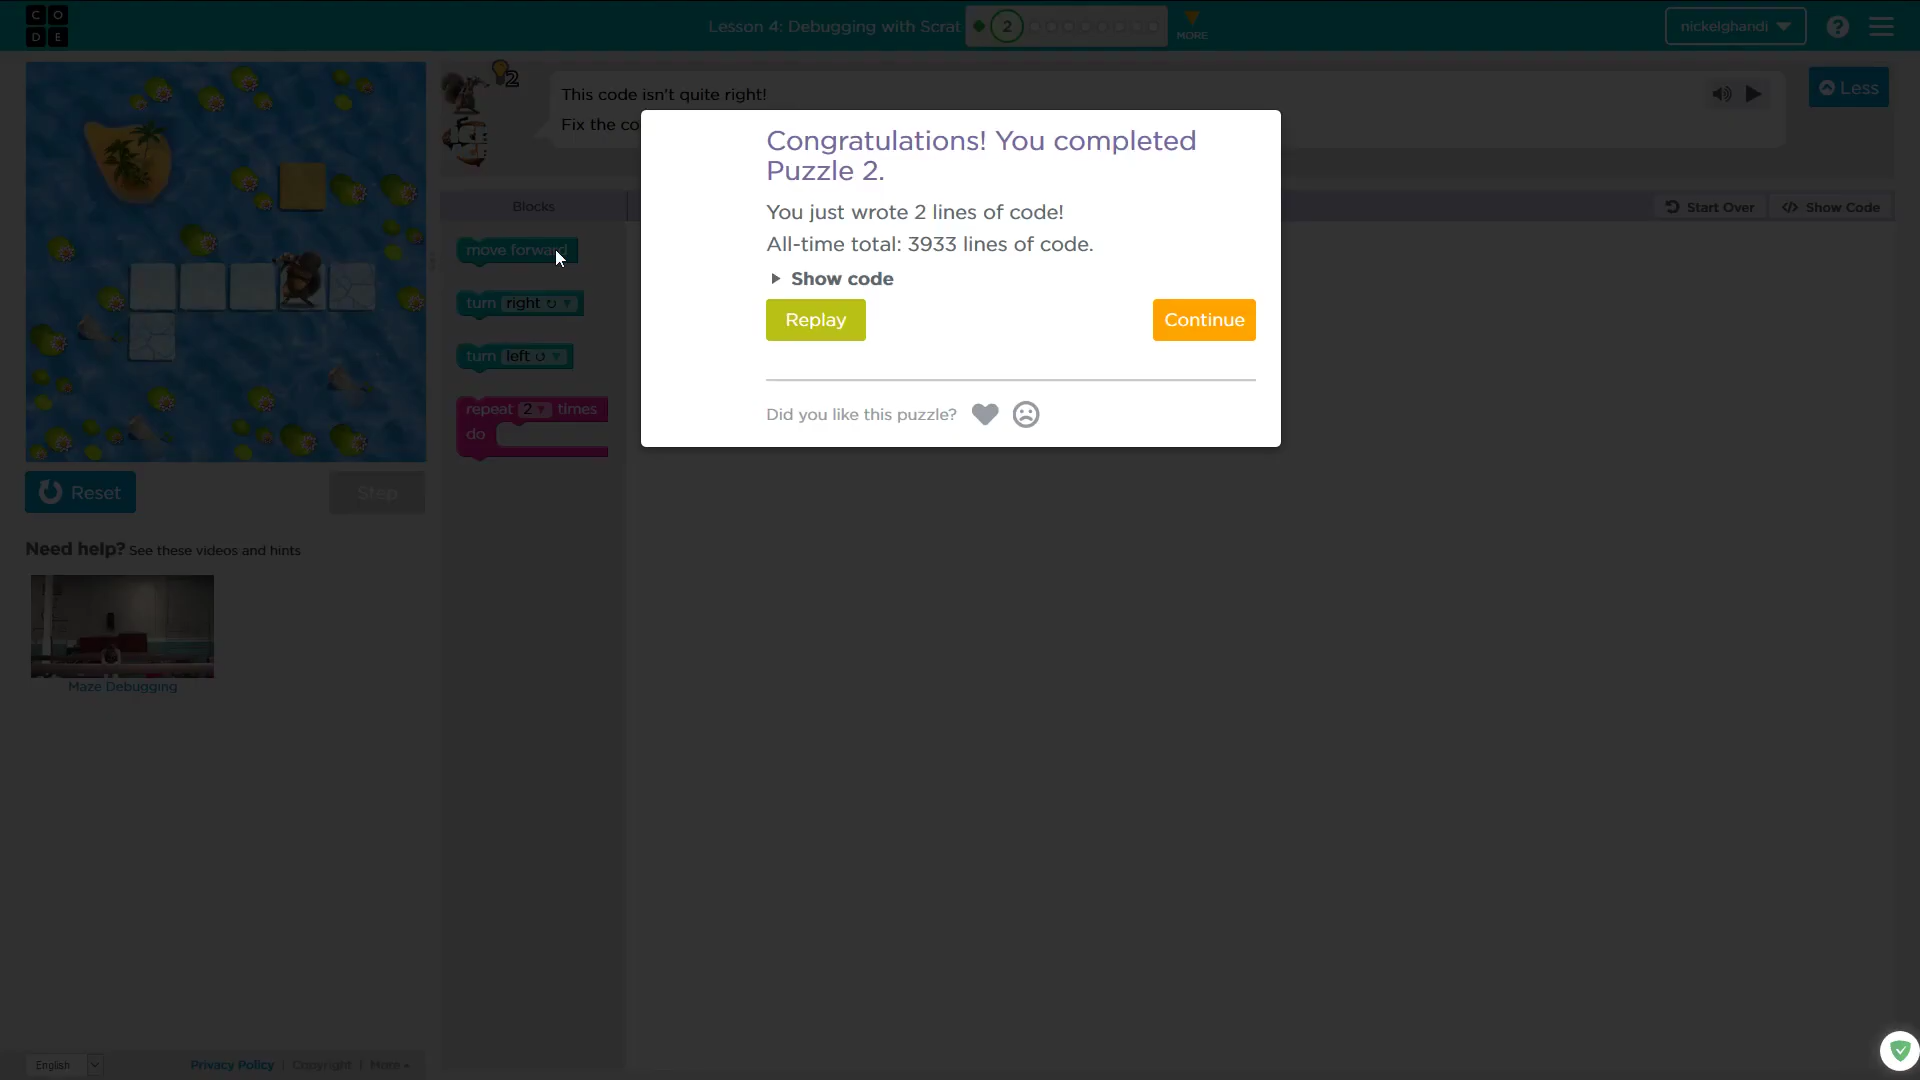 C O
D E
Lesson 4: Debugging with Scrat
2
MORE
nickelghandi
?
2
This code isn't quite right!
Fix the co
Less
Blocks
Start Over
</> Show Code
move forward
turn right ↻ ▼
turn left ↺ ▼
repeat 2 ▼ times
do
Congratulations! You completed
Puzzle 2.
You just wrote 2 lines of code!
All-time total: 3933 lines of code.
Show code
Replay
Continue
Did you like this puzzle?
Reset
Step
Need help? See these videos and hints
Maze Debugging
English
Privacy Policy | Copyright | More